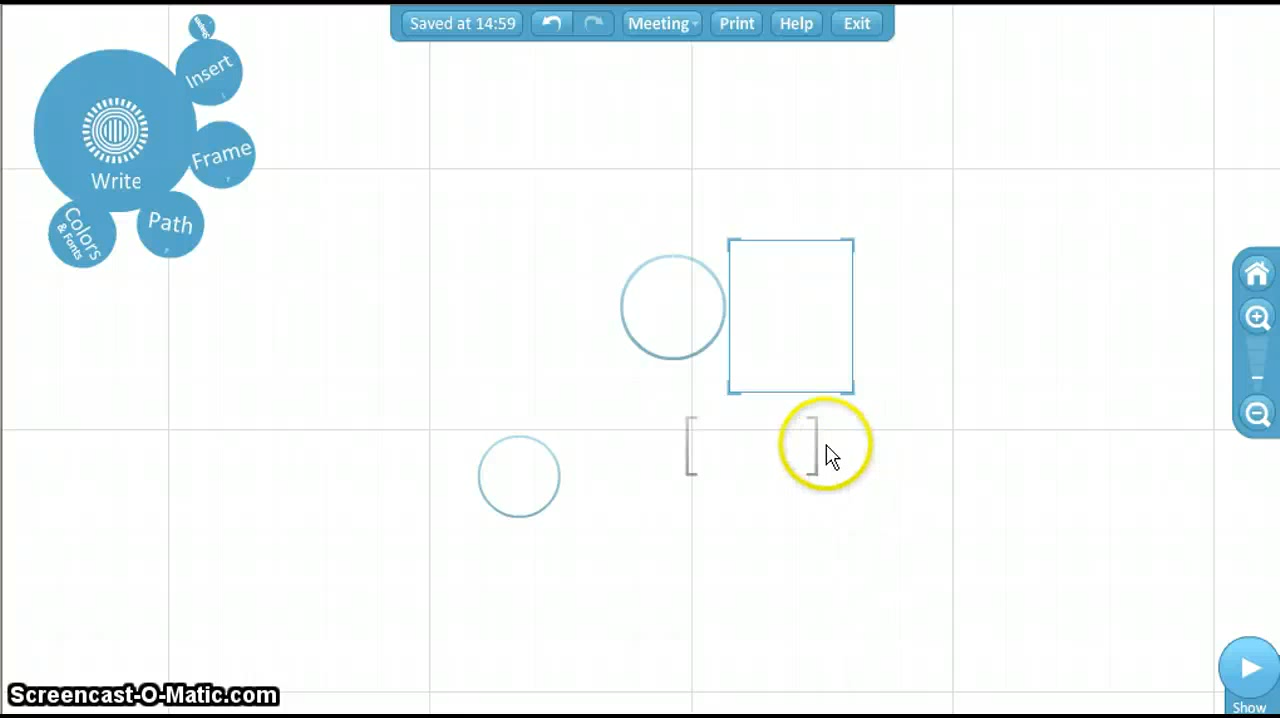 Saved at 14:59
Meeting
Print
Help
Exit
Insert
Frame
Write
Path
Colors
& Fonts
Show
Screencast-O-Matic.com